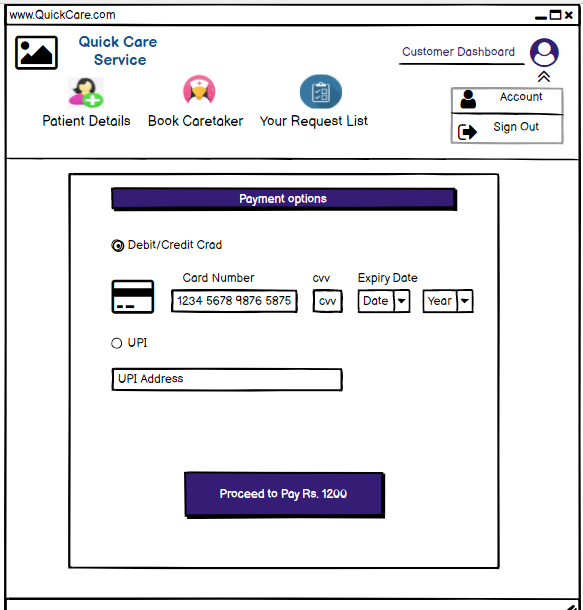 www.QuickCare.com
Quick Care
Service
Customer Dashboard
Patient Details
Book Caretaker
Your Request List
Account
Sign Out
Payment options
Debit/Credit Crad
Card Number
cvv
Expiry Date
1234 5678 9876 5875
cvv
Date
Year
UPI
UPI Address
Proceed to Pay Rs. 1200